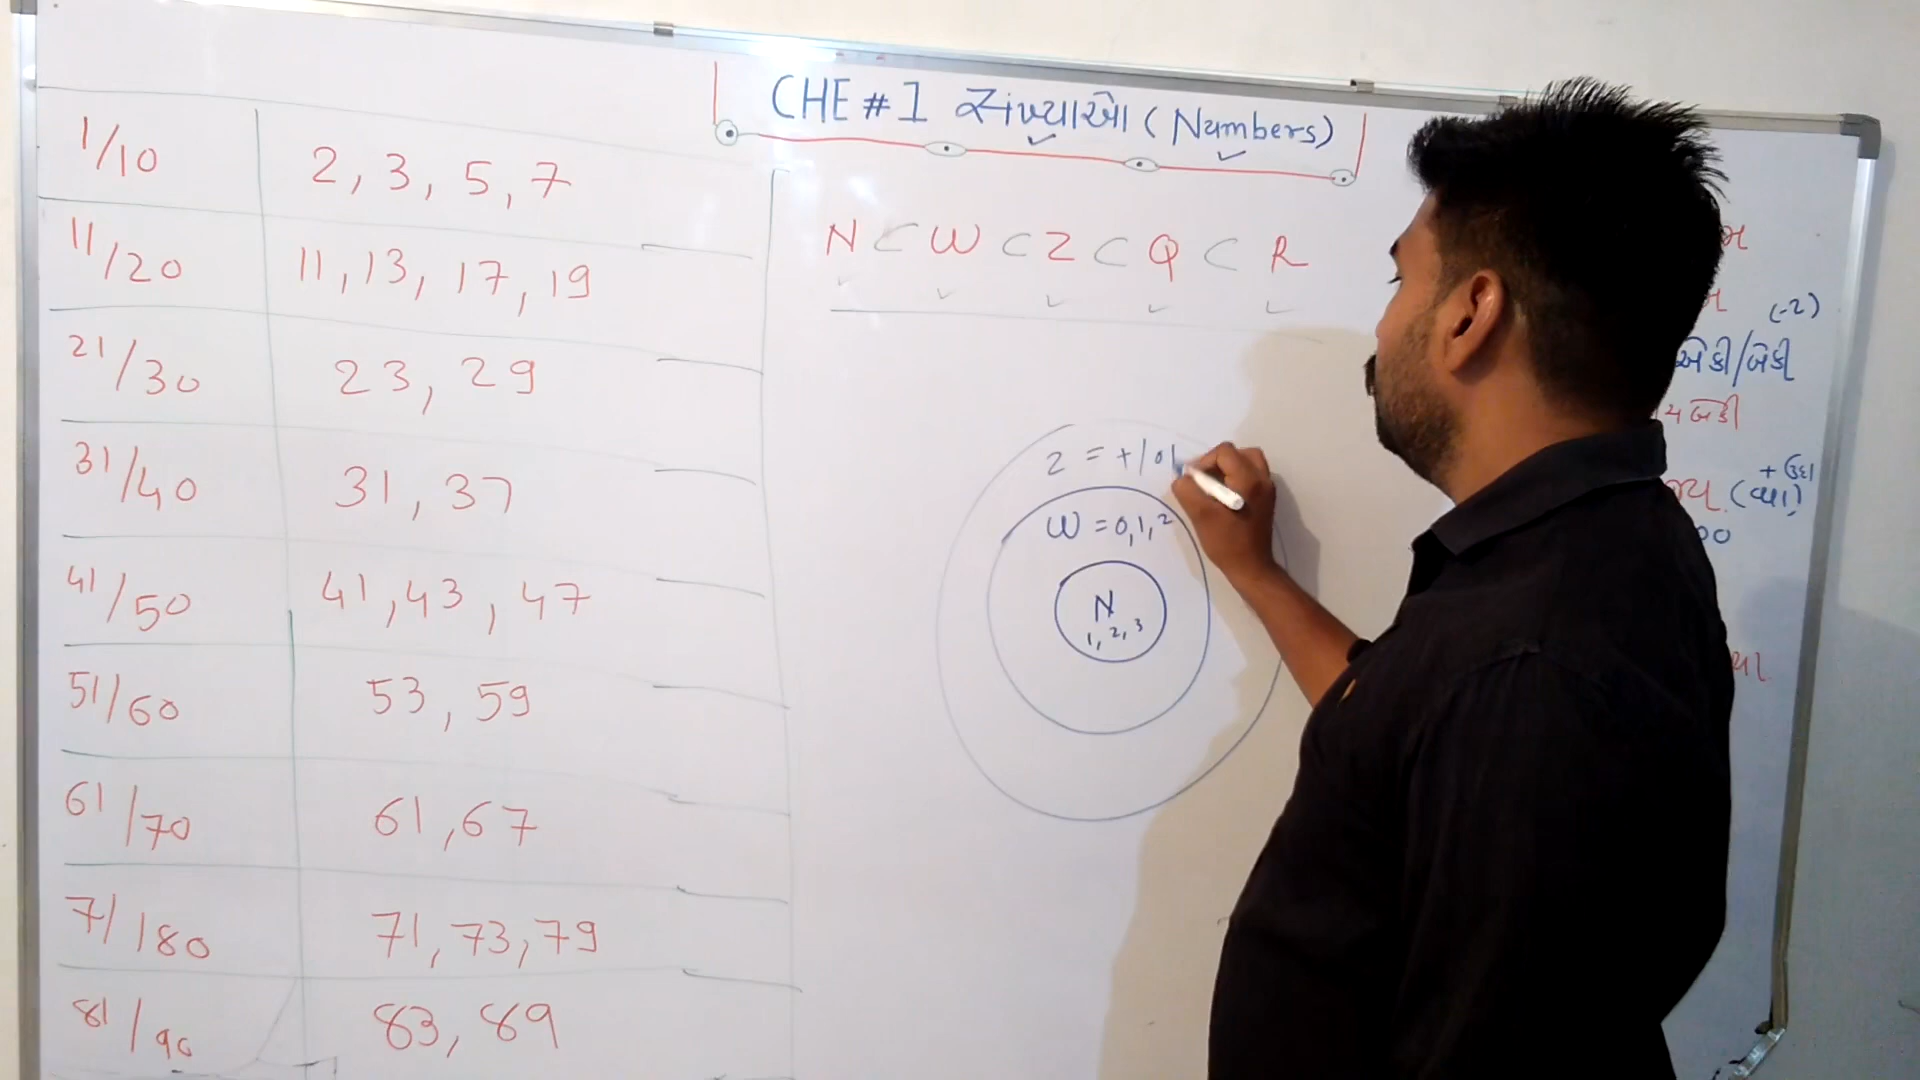 CHE # 1 સંખ્યાઓ (Numbers)
1/10 2, 3, 5, 7
11/20 11, 13, 17, 19
21/30 23, 29
31/40 31, 37
41/50 41, 43, 47
51/60 53, 59
61/70 61, 67
71/80 71, 73, 79
81/90 83, 89
N ⊂ W ⊂ Z ⊂ Q ⊂ R
Z = +/0/
W = 0, 1, 2
N
1, 2, 3
(-2)
એકી/બેકી